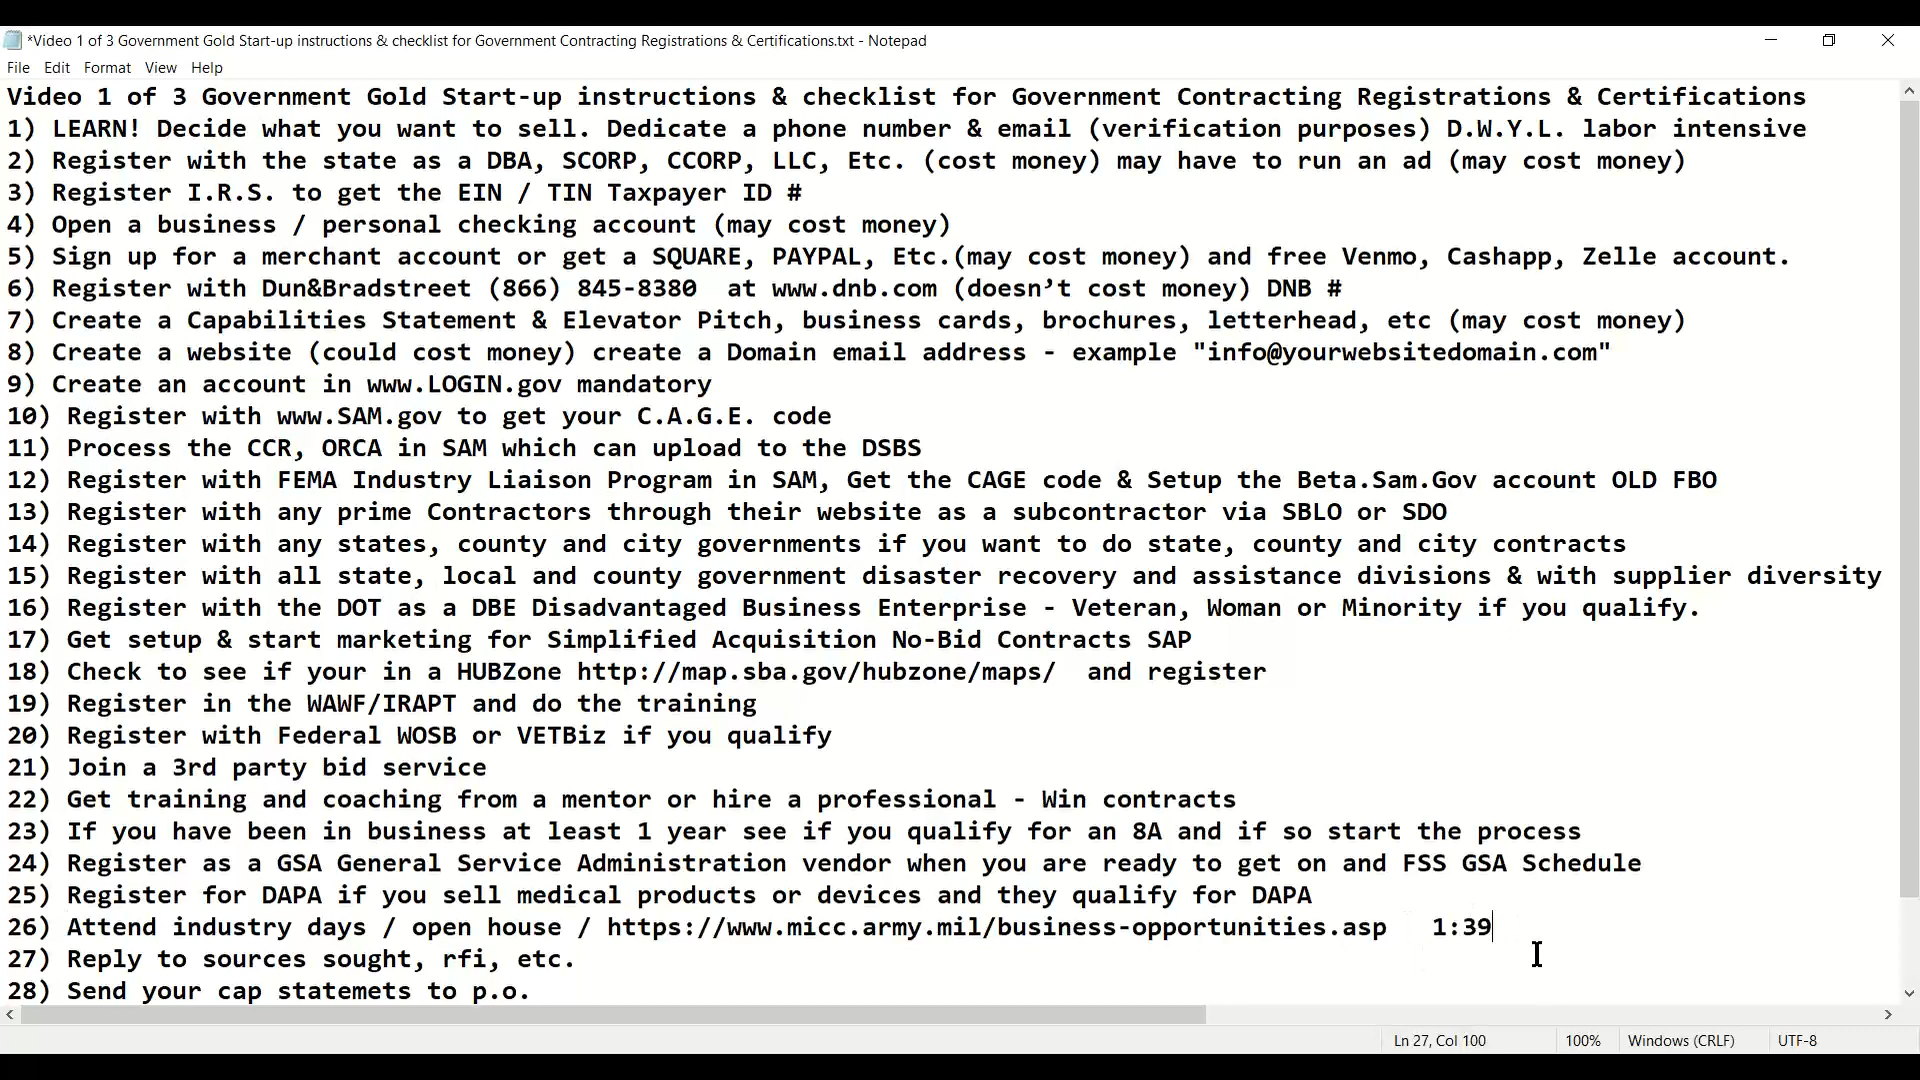 *Video 1 of 3 Government Gold Start-up instructions & checklist for Government Contracting Registrations & Certifications.txt - Notepad
File Edit Format View Help
Video 1 of 3 Government Gold Start-up instructions & checklist for Government Contracting Registrations & Certifications
1) LEARN! Decide what you want to sell. Dedicate a phone number & email (verification purposes) D.W.Y.L. labor intensive
2) Register with the state as a DBA, SCORP, CCORP, LLC, Etc. (cost money) may have to run an ad (may cost money)
3) Register I.R.S. to get the EIN / TIN Taxpayer ID #
4) Open a business / personal checking account (may cost money)
5) Sign up for a merchant account or get a SQUARE, PAYPAL, Etc.(may cost money) and free Venmo, Cashapp, Zelle account.
6) Register with Dun&Bradstreet (866) 845-8380  at www.dnb.com (doesn’t cost money) DNB #
7) Create a Capabilities Statement & Elevator Pitch, business cards, brochures, letterhead, etc (may cost money)
8) Create a website (could cost money) create a Domain email address - example "info@yourwebsitedomain.com"
9) Create an account in www.LOGIN.gov mandatory
10) Register with www.SAM.gov to get your C.A.G.E. code
11) Process the CCR, ORCA in SAM which can upload to the DSBS
12) Register with FEMA Industry Liaison Program in SAM, Get the CAGE code & Setup the Beta.Sam.Gov account OLD FBO
13) Register with any prime Contractors through their website as a subcontractor via SBLO or SDO
14) Register with any states, county and city governments if you want to do state, county and city contracts
15) Register with all state, local and county government disaster recovery and assistance divisions & with supplier diversity
16) Register with the DOT as a DBE Disadvantaged Business Enterprise - Veteran, Woman or Minority if you qualify.
17) Get setup & start marketing for Simplified Acquisition No-Bid Contracts SAP
18) Check to see if your in a HUBZone http://map.sba.gov/hubzone/maps/  and register
19) Register in the WAWF/IRAPT and do the training
20) Register with Federal WOSB or VETBiz if you qualify
21) Join a 3rd party bid service
22) Get training and coaching from a mentor or hire a professional - Win contracts
23) If you have been in business at least 1 year see if you qualify for an 8A and if so start the process
24) Register as a GSA General Service Administration vendor when you are ready to get on and FSS GSA Schedule
25) Register for DAPA if you sell medical products or devices and they qualify for DAPA
26) Attend industry days / open house / https://www.micc.army.mil/business-opportunities.asp   1:39
27) Reply to sources sought, rfi, etc.
28) Send your cap statemets to p.o.
Ln 27, Col 100 100% Windows (CRLF) UTF-8